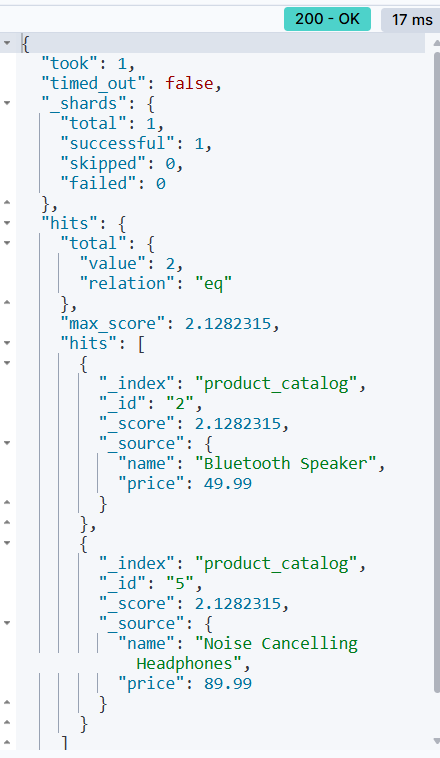 200 - OK 17 ms
{
  "took": 1,
  "timed_out": false,
  "_shards": {
    "total": 1,
    "successful": 1,
    "skipped": 0,
    "failed": 0
  },
  "hits": {
    "total": {
      "value": 2,
      "relation": "eq"
    },
    "max_score": 2.1282315,
    "hits": [
      {
        "_index": "product_catalog",
        "_id": "2",
        "_score": 2.1282315,
        "_source": {
          "name": "Bluetooth Speaker",
          "price": 49.99
        }
      },
      {
        "_index": "product_catalog",
        "_id": "5",
        "_score": 2.1282315,
        "_source": {
          "name": "Noise Cancelling
            Headphones",
          "price": 89.99
        }
      }
    ]